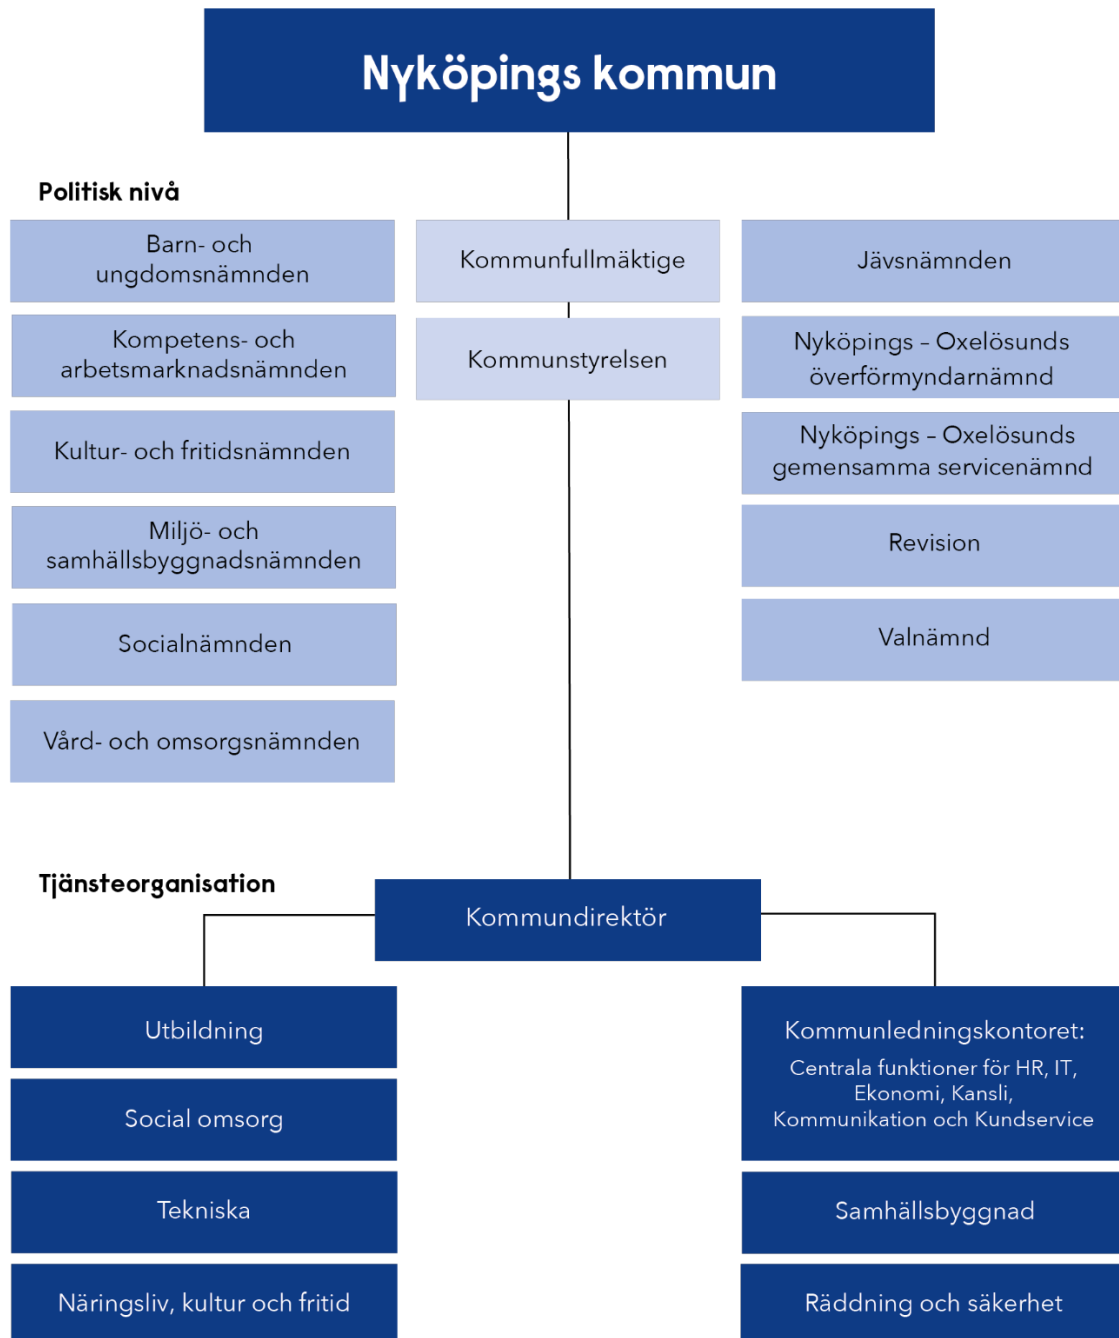 Nyköpings kommun
Politisk nivå
Barn- och
ungdomsnämnden
Kompetens- och
arbetsmarknadsnämnden
Kultur- och fritidsnämnden
Miljö- och
samhällsbyggnadsnämnden
Socialnämnden
Vård- och omsorgsnämnden
Kommunfullmäktige
Kommunstyrelsen
Jävsnämnden
Nyköpings – Oxelösunds
överförmyndarnämnd
Nyköpings – Oxelösunds
gemensamma servicenämnd
Revision
Valnämnd
Tjänsteorganisation
Kommundirektör
Utbildning
Social omsorg
Tekniska
Näringsliv, kultur och fritid
Kommunledningskontoret:
Centrala funktioner för HR, IT,
Ekonomi, Kansli,
Kommunikation och Kundservice
Samhällsbyggnad
Räddning och säkerhet